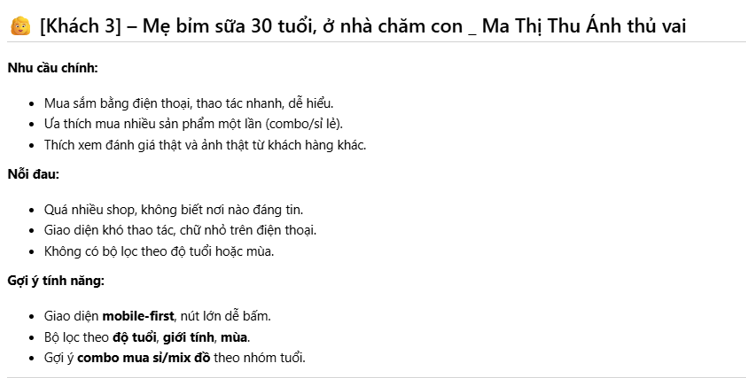 [Khách 3] – Mẹ bỉm sữa 30 tuổi, ở nhà chăm con _ Ma Thị Thu Ánh thủ vai
Nhu cầu chính:
• Mua sắm bằng điện thoại, thao tác nhanh, dễ hiểu.
• Ưa thích mua nhiều sản phẩm một lần (combo/sỉ lẻ).
• Thích xem đánh giá thật và ảnh thật từ khách hàng khác.
Nỗi đau:
• Quá nhiều shop, không biết nơi nào đáng tin.
• Giao diện khó thao tác, chữ nhỏ trên điện thoại.
• Không có bộ lọc theo độ tuổi hoặc mùa.
Gợi ý tính năng:
• Giao diện mobile-first, nút lớn dễ bấm.
• Bộ lọc theo độ tuổi, giới tính, mùa.
• Gợi ý combo mua sỉ/mix đồ theo nhóm tuổi.